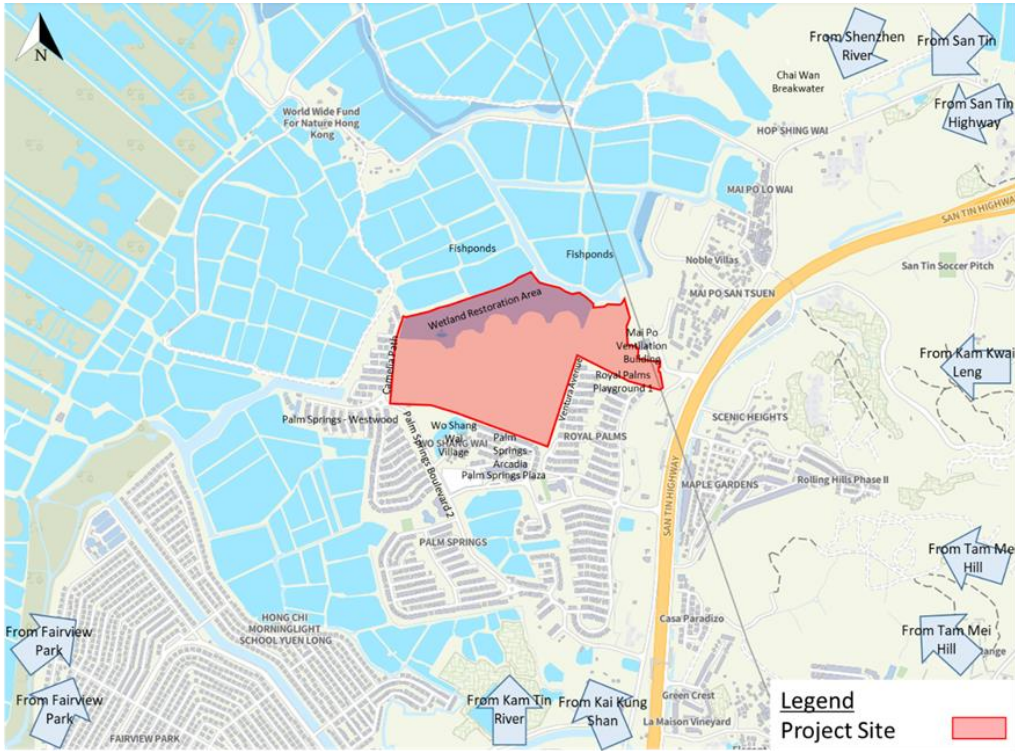 N
From Shenzhen
River
From San Tin
Chai Wan
Breakwater
From San Tin
Highway
World Wide Fund
For Nature Hong
Kong
HOP SHING WAI
MAI PO LO WAI
SAN TIN HIGHWAY
Fishponds
Fishponds
Noble Villas
San Tin Soccer Pitch
MAI PO SAN TSUEN
Wetland Restoration Area
Mai Po
Ventilation
Building
Camelia Path
From Kam Kwai
Leng
Royal Palms
Playground 1
Ventura Avenue
Palm Springs - Westwood
Wo Shang
Wai
Village
WO SHANG WAI
Palm
Springs -
Arcadia
ROYAL PALMS
SCENIC HEIGHTS
Palm Springs Boulevard 2
Palm Springs Plaza
SAN TIN HIGHWAY
MAPLE GARDENS
Rolling Hills Phase II
PALM SPRINGS
From Tam Mei
Hill
HONG CHI
MORNINGLIGHT
SCHOOL YUEN LONG
Casa Paradizo
From Fairview
Park
From Tam Mei
Hill
From Fairview
Park
From Kam Tin
River
From Kai Kung
Shan
Green Crest
La Maison Vineyard
FAIRVIEW PARK
Legend
Project Site